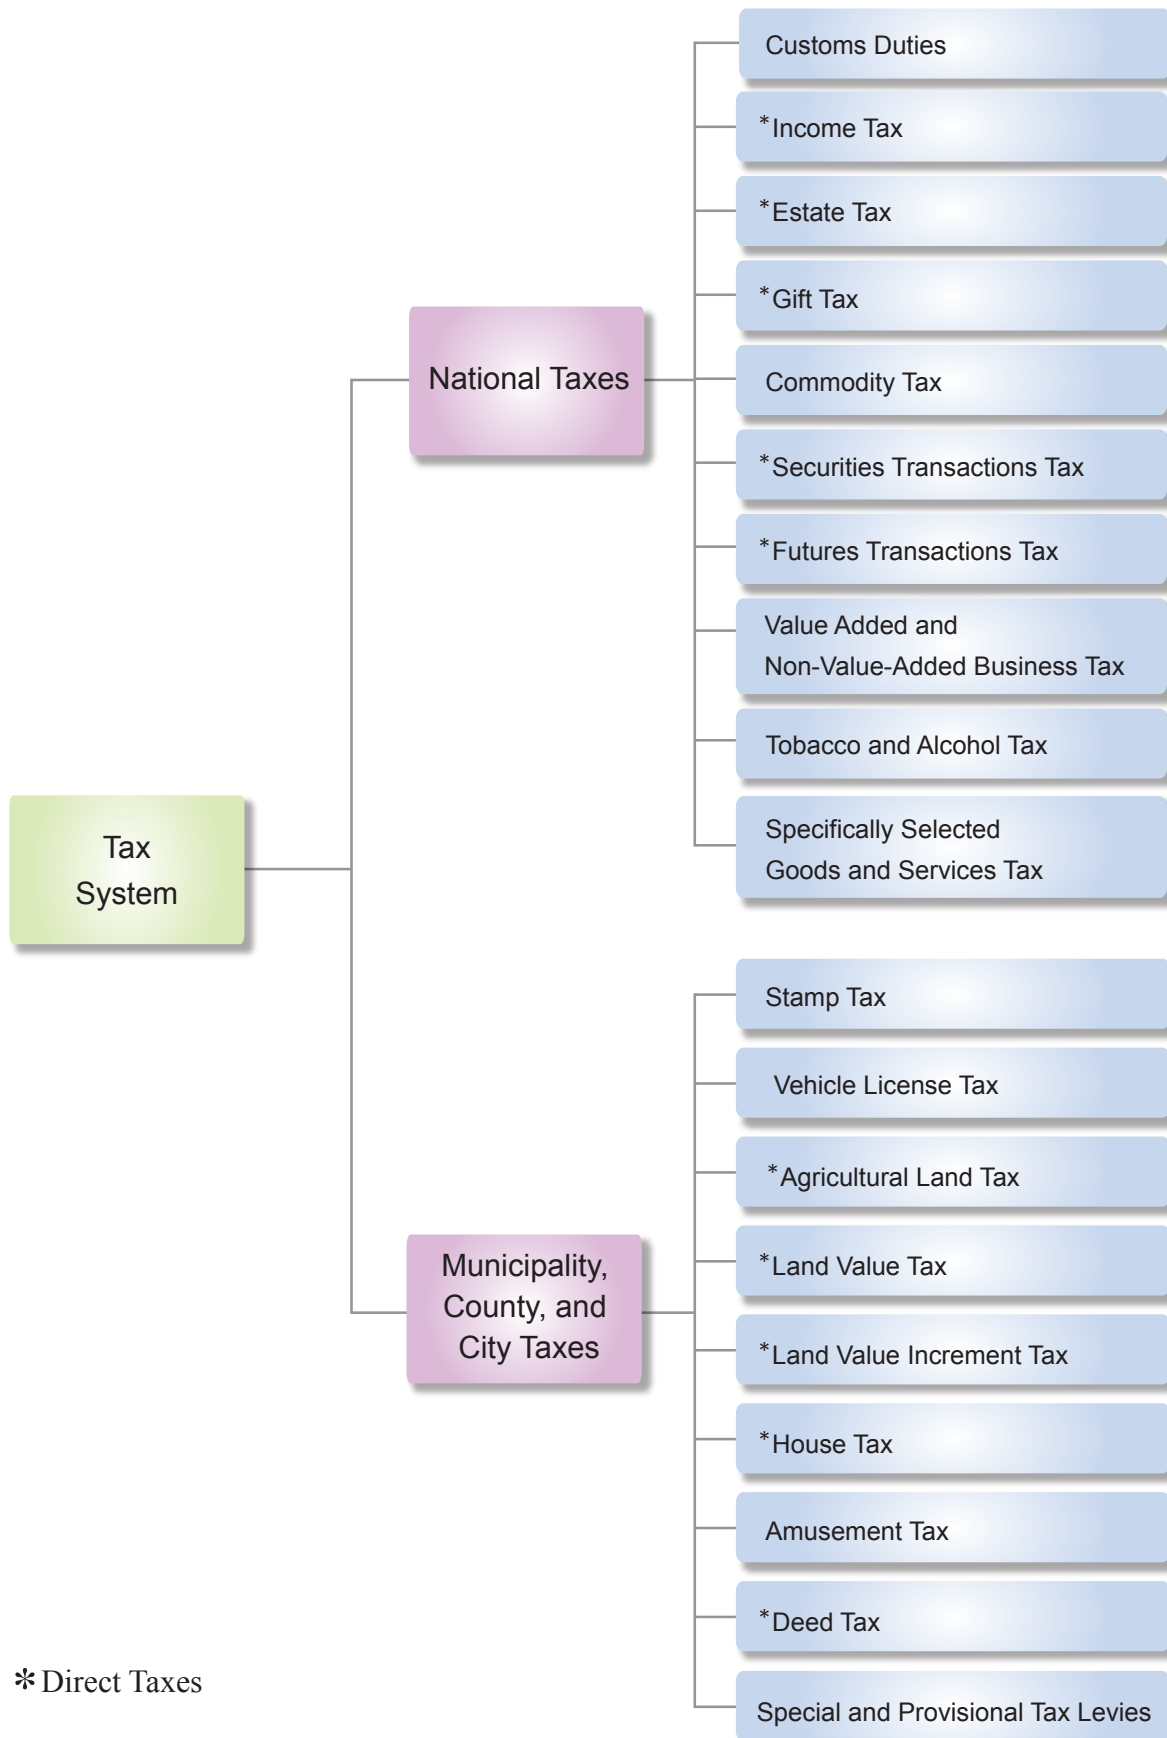 Tax
System
National Taxes
Customs Duties
*Income Tax
*Estate Tax
*Gift Tax
Commodity Tax
*Securities Transactions Tax
*Futures Transactions Tax
Value Added and
Non-Value-Added Business Tax
Tobacco and Alcohol Tax
Specifically Selected
Goods and Services Tax
Municipality,
County, and
City Taxes
Stamp Tax
Vehicle License Tax
*Agricultural Land Tax
*Land Value Tax
*Land Value Increment Tax
*House Tax
Amusement Tax
*Deed Tax
Special and Provisional Tax Levies
*Direct Taxes